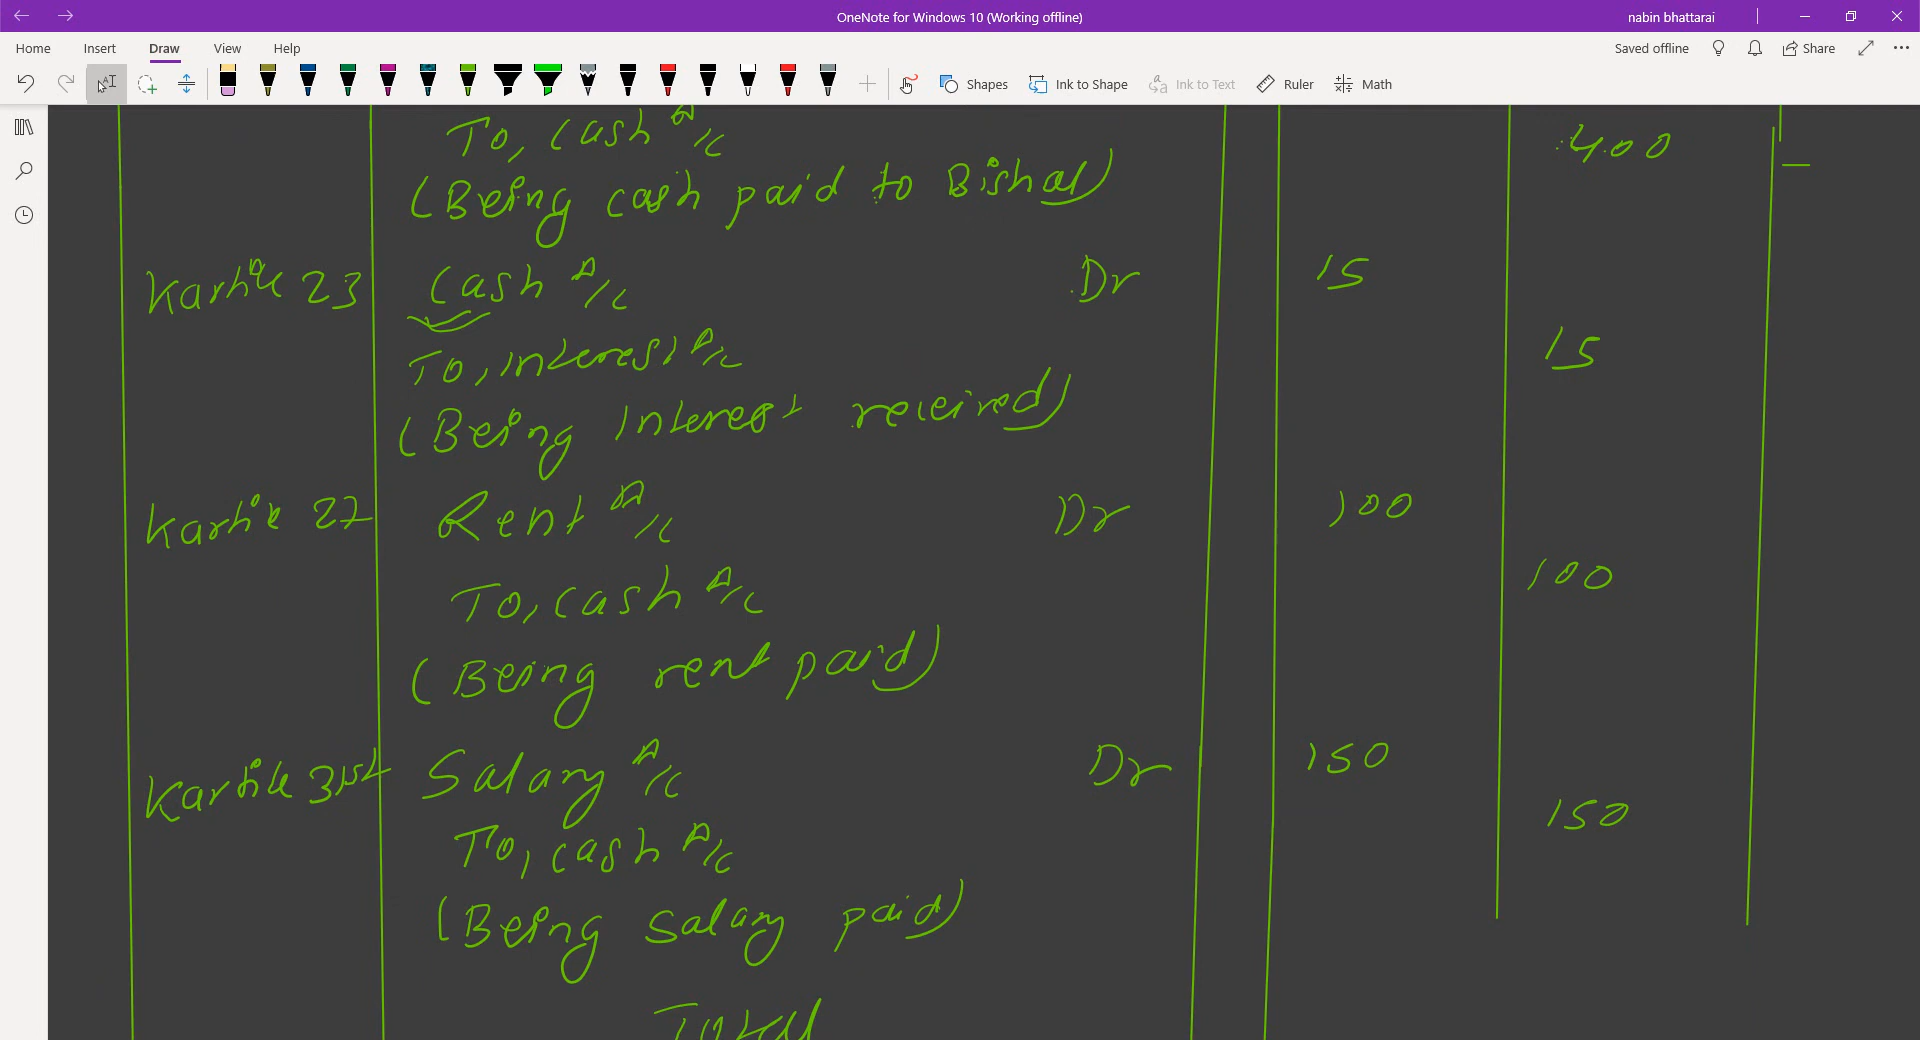 OneNote for Windows 10 (Working offline)
nabin bhattarai
Home Insert Draw View Help
Saved offline Share
Shapes Ink to Shape Ink to Text Ruler Math
To, Cash A/c 400
(Being cash paid to Bishal)
Kartik 23 Cash A/c Dr 15
To, interest A/c 15
(Being Interest received)
Kartik 27 Rent A/c Dr 100
To, cash A/c 100
(Being rent paid)
Kartik 31st Salary A/c Dr 150
To, cash A/c 150
(Being salary paid)
Total